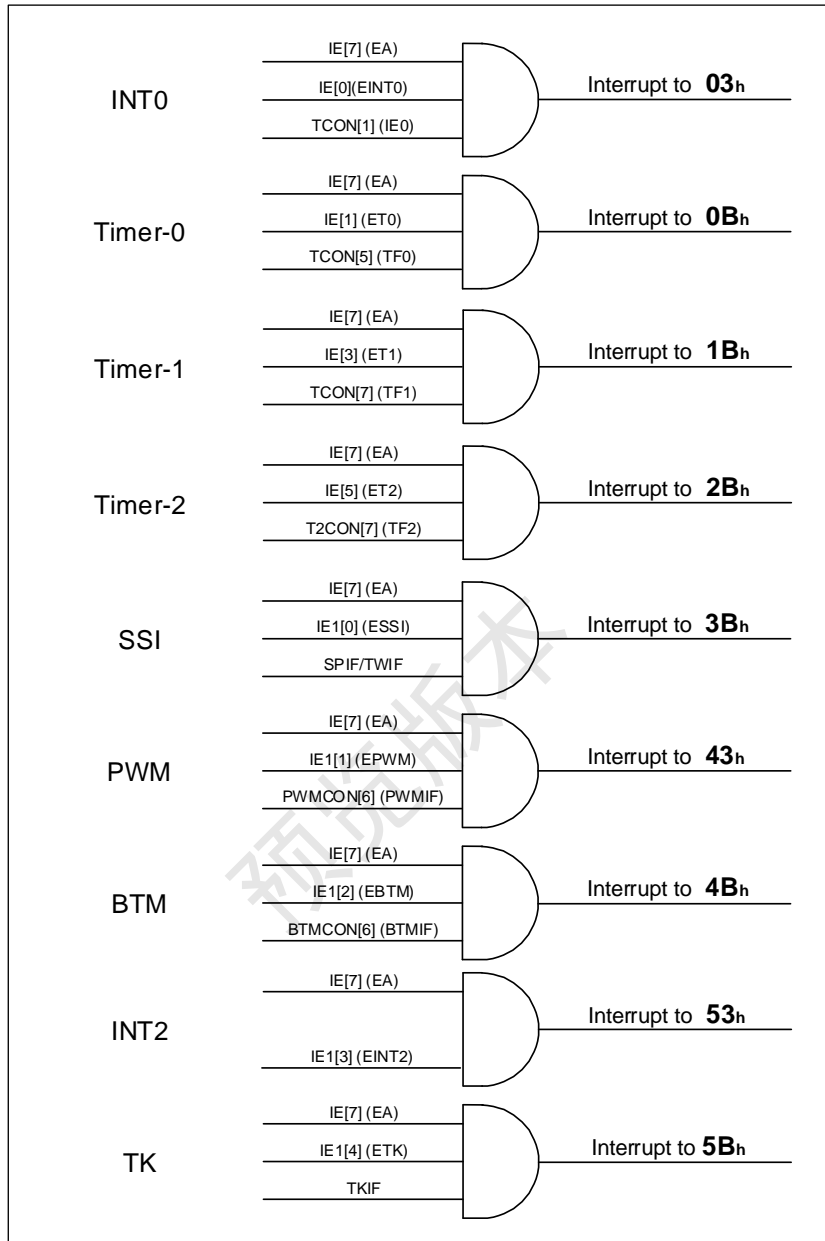 IE[7] (EA)
INT0
IE[0](EINT0)
Interrupt to 03h
TCON[1] (IE0)
IE[7] (EA)
Timer-0
IE[1] (ET0)
Interrupt to 0Bh
TCON[5] (TF0)
IE[7] (EA)
Timer-1
IE[3] (ET1)
Interrupt to 1Bh
TCON[7] (TF1)
IE[7] (EA)
Timer-2
IE[5] (ET2)
Interrupt to 2Bh
T2CON[7] (TF2)
IE[7] (EA)
SSI
IE1[0] (ESSI)
Interrupt to 3Bh
SPIF/TWIF
IE[7] (EA)
PWM
IE1[1] (EPWM)
Interrupt to 43h
PWMCON[6] (PWMIF)
IE[7] (EA)
BTM
IE1[2] (EBTM)
Interrupt to 4Bh
BTMCON[6] (BTMIF)
IE[7] (EA)
INT2
Interrupt to 53h
IE1[3] (EINT2)
IE[7] (EA)
TK
IE1[4] (ETK)
Interrupt to 5Bh
TKIF
预览版本